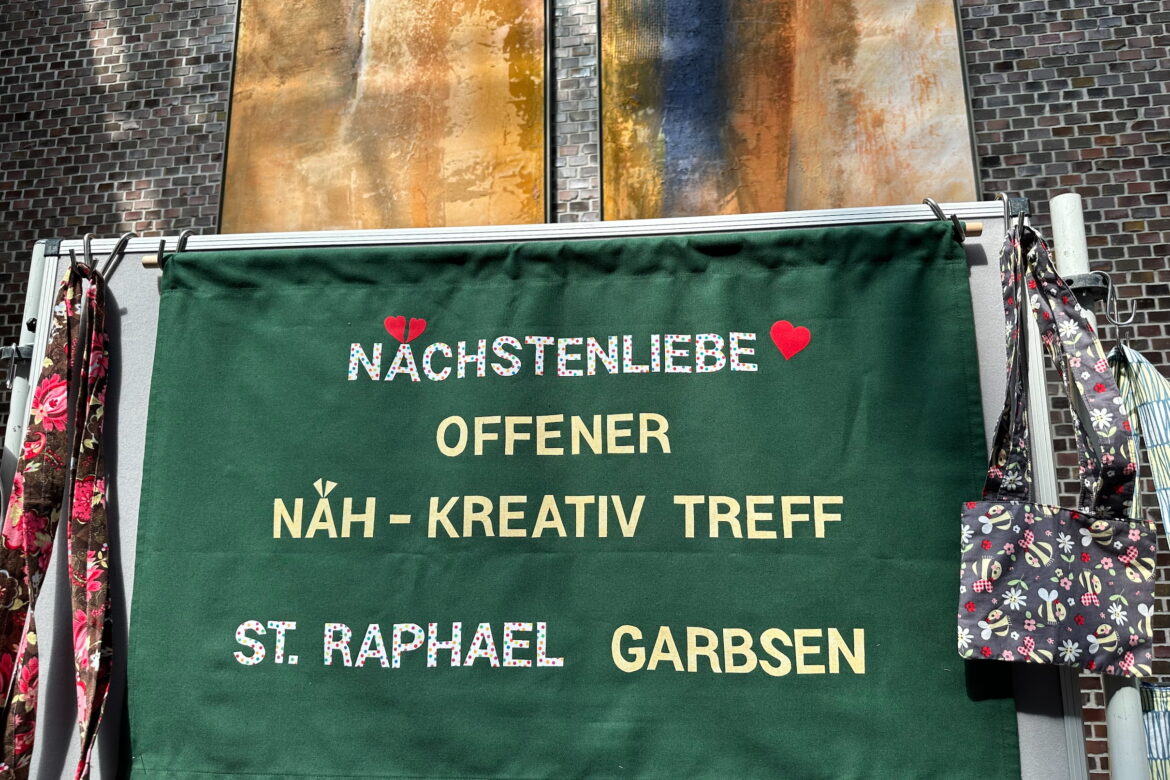 NÄCHSTENLIEBE
OFFENER
NÄH - KREATIV TREFF
ST. RAPHAEL GARBSEN